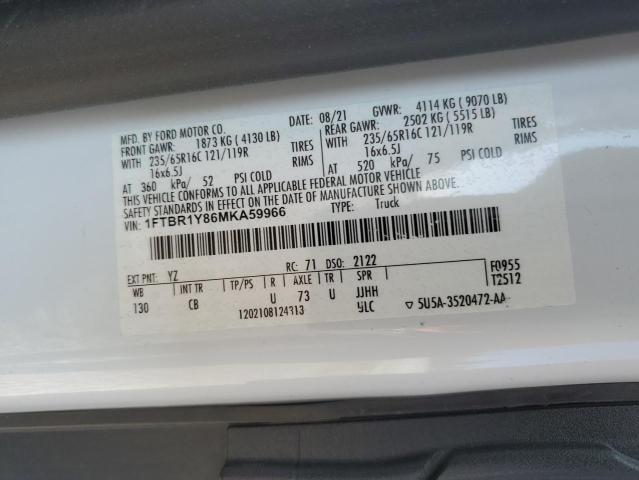 MFD. BY FORD MOTOR CO. DATE: 08/21 GVWR: 4114 KG ( 9070 LB)
FRONT GAWR: 1873 KG ( 4130 LB) REAR GAWR: 2502 KG ( 5515 LB)
WITH 235/65R16C 121/119R TIRES WITH 235/65R16C 121/119R TIRES
16x6.5J RIMS 16x6.5J RIMS
AT 360 kPa/ 52 PSI COLD AT 520 kPa/ 75 PSI COLD
THIS VEHICLE CONFORMS TO ALL APPLICABLE FEDERAL MOTOR VEHICLE
SAFETY STANDARDS IN EFFECT ON THE DATE OF MANUFACTURE SHOWN ABOVE.
VIN: 1FTBR1Y86MKA59966 TYPE: Truck
EXT PNT: YZ RC: 71 DSO: 2122 F0955
WB INT TR TP/PS R AXLE TR SPR T2512
130 CB U 73 U JJHH
1202108124313 ▽ 5U5A-3520472-AA